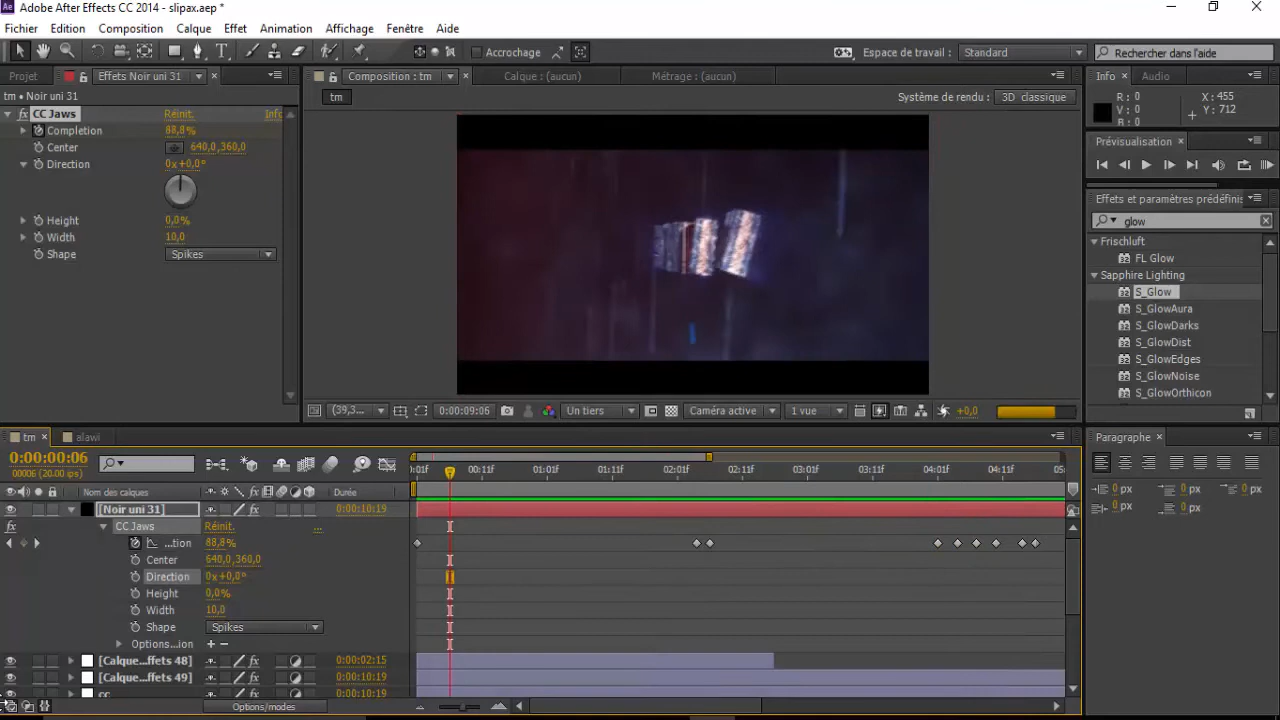 Adobe After Effects CC 2014 - slipax.aep *
Fichier Edition Composition Calque Effet Animation Affichage Fenêtre Aide
Accrochage Espace de travail : Standard Rechercher dans l'aide
Projet Effets Noir uni 31 Composition : tm Calque : (aucun) Métrage : (aucun) Info Audio
tm • Noir uni 31
tm Système de rendu : 3D classique
R : 0 X : 455
V : 0 Y : 712
B : 0
fx CC Jaws Réinit. Info
Completion 88,8%
Center 640,0,360,0
Direction 0x+0,0°
Height 0,0%
Width 10,0
Shape Spikes
Prévisualisation
Effets et paramètres prédéfinis
glow
Frischluft
FL Glow
Sapphire Lighting
S_Glow
S_GlowAura
S_GlowDarks
S_GlowDist
S_GlowEdges
S_GlowNoise
S_GlowOrthicon
(39,3... 0:00:09:06 Un tiers Caméra active 1 vue +0,0
tm alawi
0:00:00:06
00006 (20.00 ips)
0:01f 00:11f 01:01f 01:11f 02:01f 02:11f 03:01f 03:11f 04:01f 04:11f 05:
Nom des calques Durée
[Noir uni 31] 0:00:10:19
CC Jaws Réinit. ...
...tion 88,8%
Center 640,0,360,0
Direction 0x+0,0°
Height 0,0%
Width 10,0
Shape Spikes
Options...ion + –
[Calque...ffets 48] 0:00:02:15
[Calque...ffets 49] 0:00:10:19
cc 0:00:10:19
Options/modes
Paragraphe
0 px 0 px 0 px
0 px 0 px